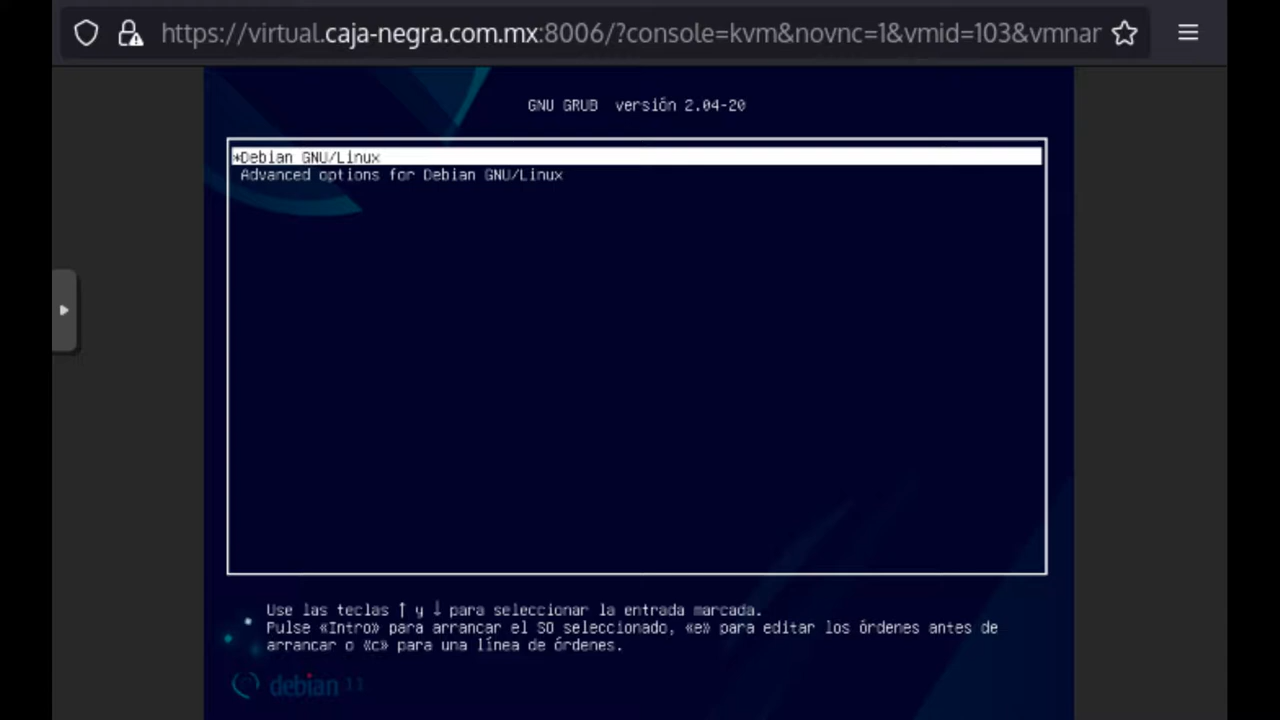 https://virtual.caja-negra.com.mx:8006/?console=kvm&novnc=1&vmid=103&vmnar
GNU GRUB versión 2.04-20
*Debian GNU/Linux
Advanced options for Debian GNU/Linux
Use las teclas ↑ y ↓ para seleccionar la entrada marcada.
Pulse «Intro» para arrancar el SO seleccionado, «e» para editar los órdenes antes de
arrancar o «c» para una línea de órdenes.
debian 11